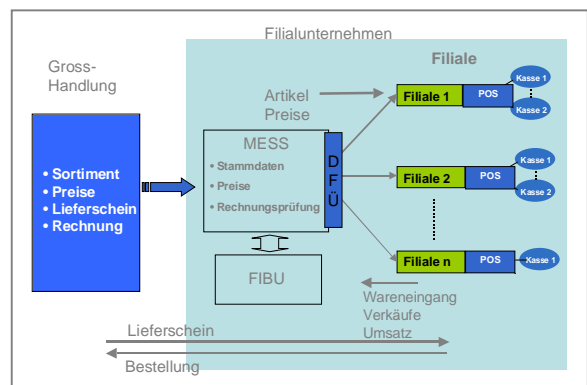 Filialunternehmen
Gross-
Handlung
Filiale
Artikel
Preise
Filiale 1
POS
Kasse 1
Kasse 2
• Sortiment
• Preise
• Lieferschein
• Rechnung
MESS
• Stammdaten
• Preise
• Rechnungsprüfung
DFÜ
Filiale 2
POS
Kasse 1
Kasse 2
FIBU
Filiale n
POS
Kasse 1
Wareneingang
Verkäufe
Umsatz
Lieferschein
Bestellung